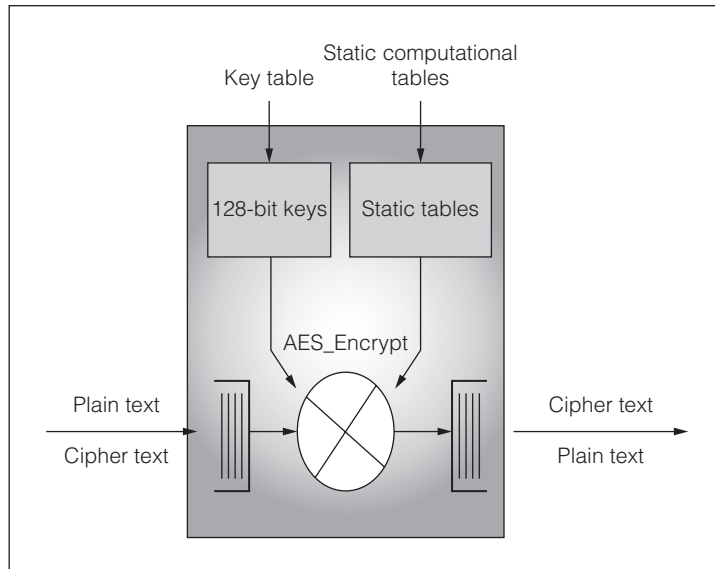 Static computational
tables
Key table
128-bit keys
Static tables
AES_Encrypt
Plain text
Cipher text
Cipher text
Plain text